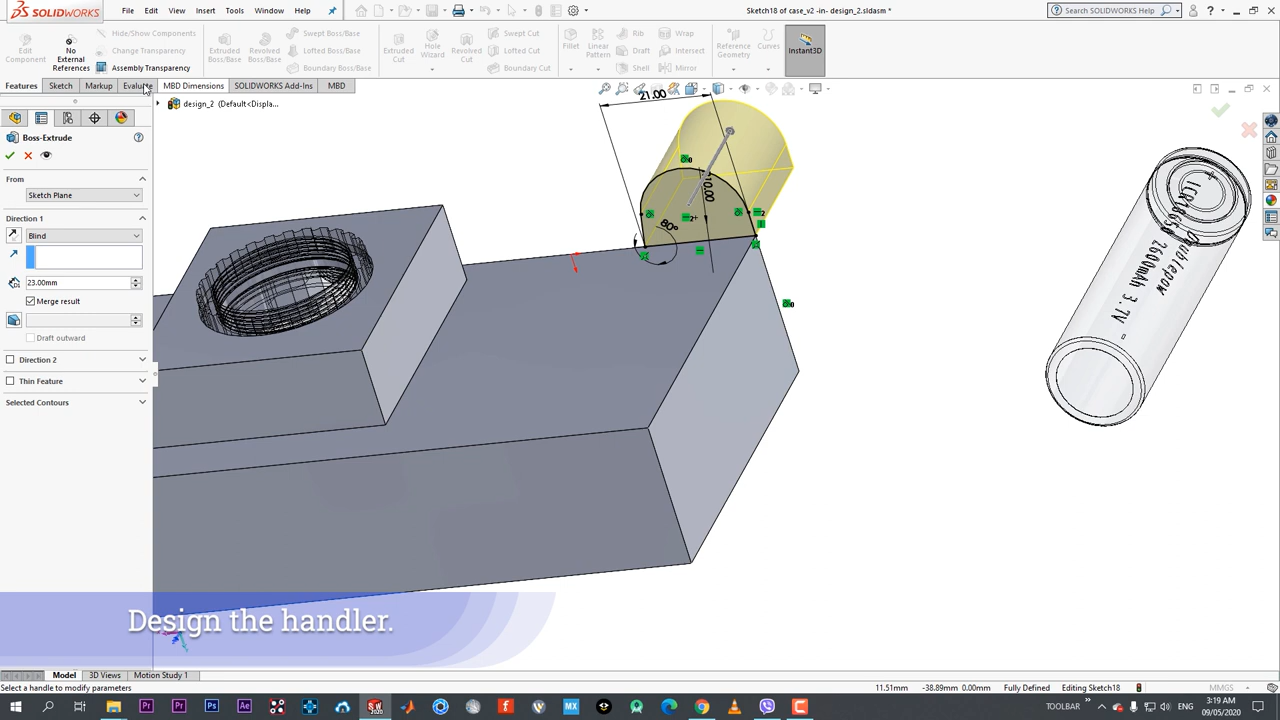 SOLIDWORKS File Edit View Insert Tools Window Help Sketch18 of case_v2 -in- design_2.sldasm * Search SOLIDWORKS Help
Edit Component
No External References
Hide/Show Components
Change Transparency
Assembly Transparency
Extruded Boss/Base
Revolved Boss/Base
Swept Boss/Base
Lofted Boss/Base
Boundary Boss/Base
Extruded Cut
Hole Wizard
Revolved Cut
Swept Cut
Lofted Cut
Boundary Cut
Fillet
Linear Pattern
Rib
Draft
Shell
Wrap
Intersect
Mirror
Reference Geometry
Curves
Instant3D
Features Sketch Markup Evaluate MBD Dimensions SOLIDWORKS Add-Ins MBD
design_2 (Default<Displa...
Boss-Extrude
From
Sketch Plane
Direction 1
Blind
23.00mm
Merge result
Draft outward
Direction 2
Thin Feature
Selected Contours
21.00
10.00
80°
2600mAh 3.7V
Design the handler.
Model 3D Views Motion Study 1
Select a handle to modify parameters 11.51mm -38.89mm 0.00mm Fully Defined Editing Sketch18 MMGS
TOOLBAR ENG 3:19 AM
09/05/2020